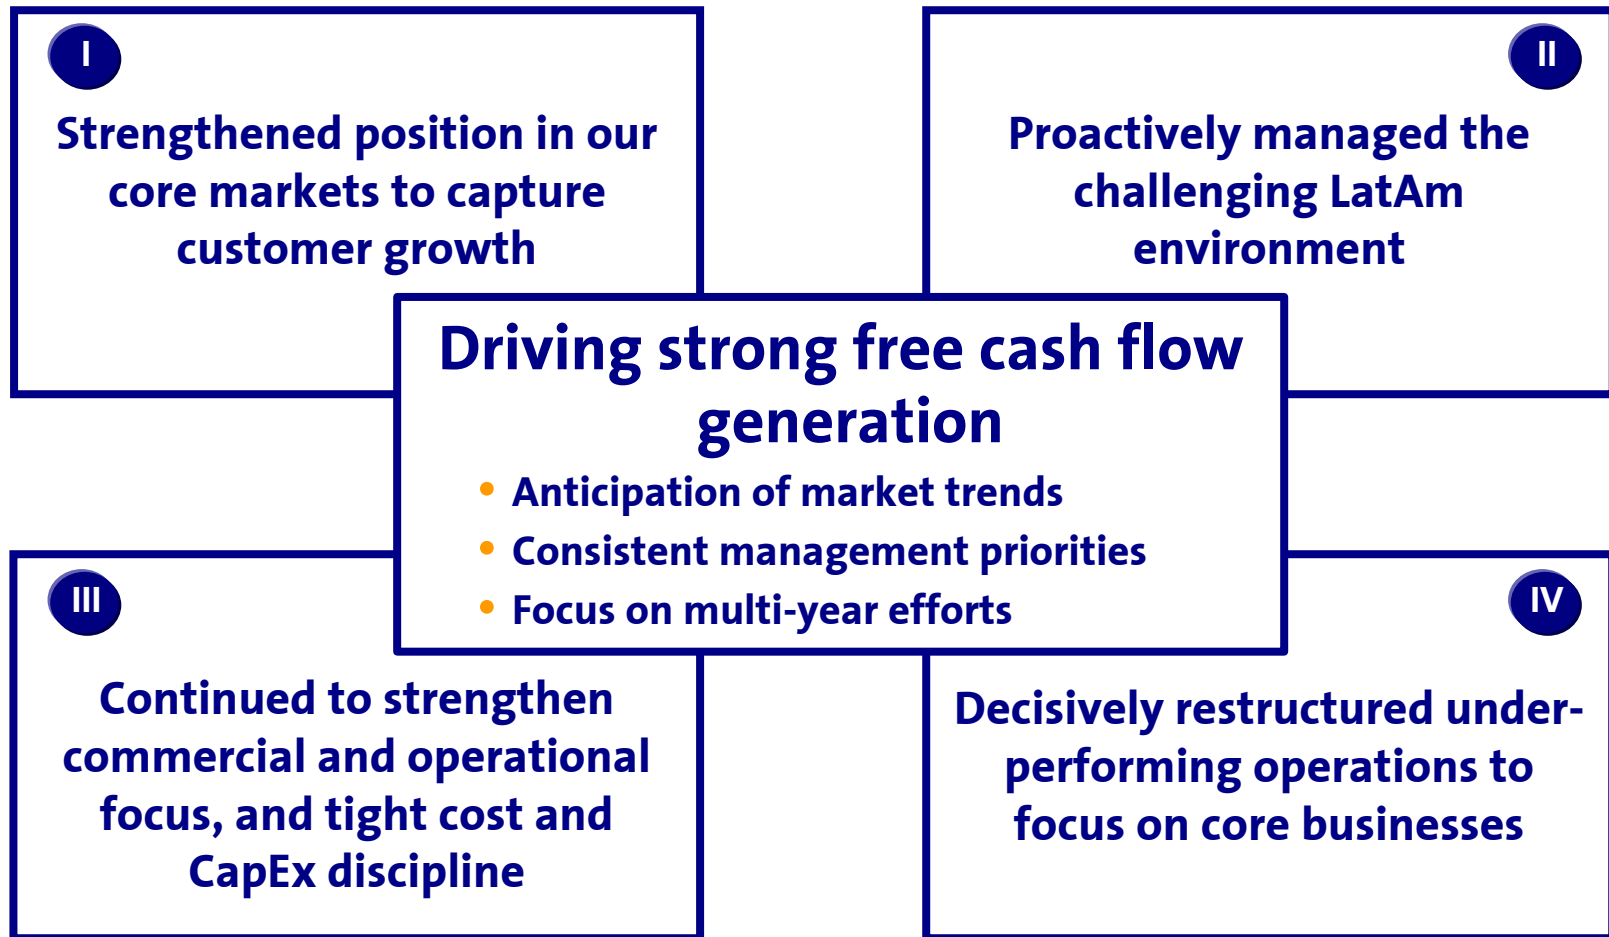 I
Strengthened position in our
core markets to capture
customer growth
II
Proactively managed the
challenging LatAm
environment
Driving strong free cash flow
generation
• Anticipation of market trends
• Consistent management priorities
• Focus on multi-year efforts
III
Continued to strengthen
commercial and operational
focus, and tight cost and
CapEx discipline
IV
Decisively restructured under-
performing operations to
focus on core businesses